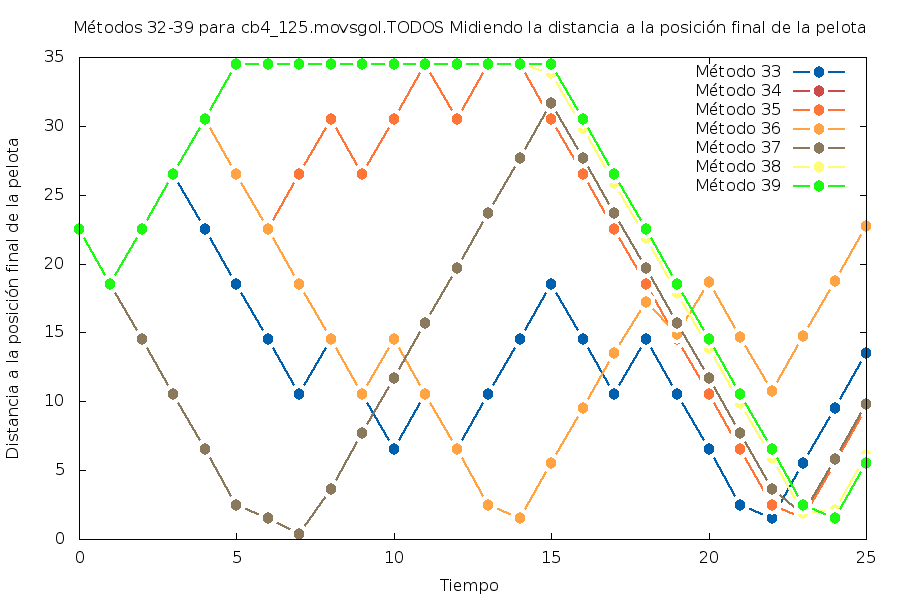 Métodos 32-39 para cb4_125.movsgol.TODOS Midiendo la distancia a la posición final de la pelota
Distancia a la posición final de la pelota
35
30
25
20
15
10
5
0
Método 33
Método 34
Método 35
Método 36
Método 37
Método 38
Método 39
0 5 10 15 20 25
Tiempo